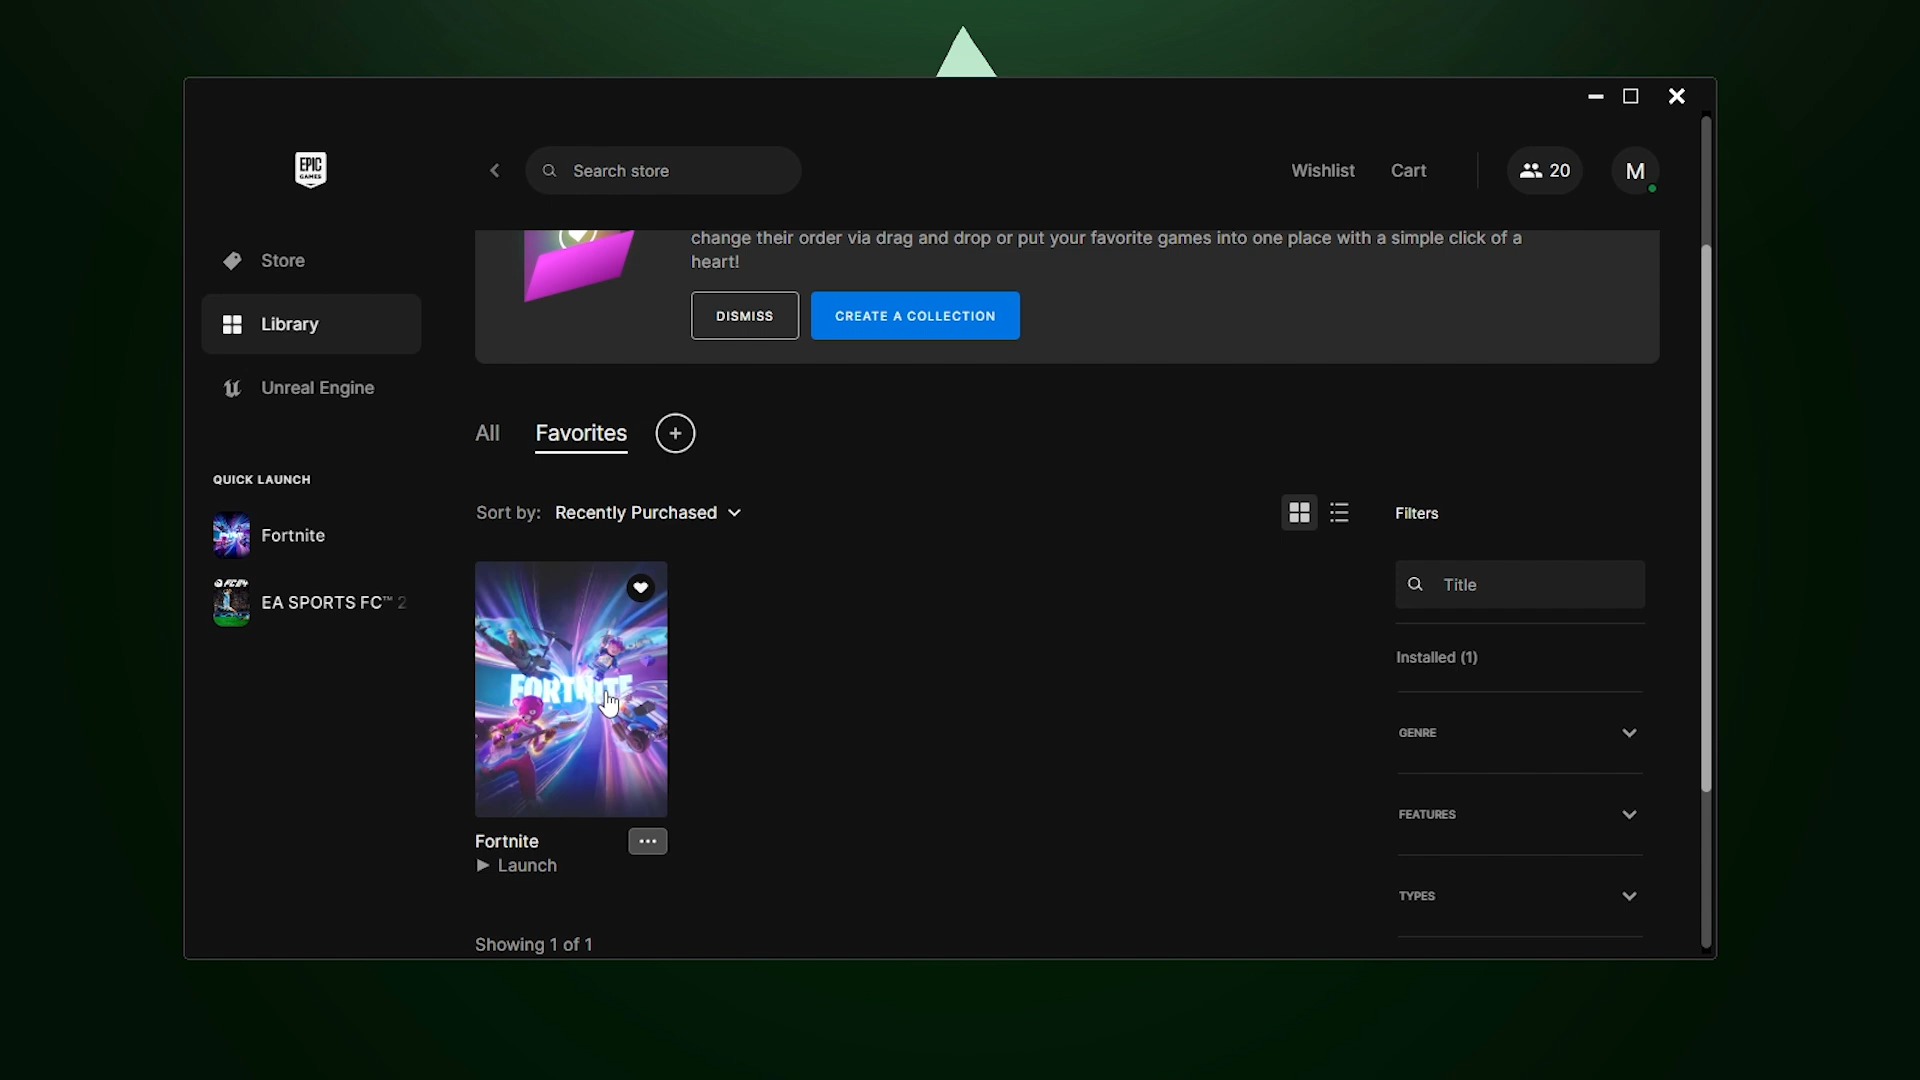 EPIC
GAMES
Search store
Wishlist
Cart
20
M
Store
Library
Unreal Engine
change their order via drag and drop or put your favorite games into one place with a simple click of a
heart!
DISMISS
CREATE A COLLECTION
All
Favorites
+
QUICK LAUNCH
Fortnite
FC24
EA SPORTS FC™ 2
Sort by: Recently Purchased
Filters
Title
Installed (1)
GENRE
FEATURES
TYPES
FORTNITE
Fortnite
Launch
Showing 1 of 1